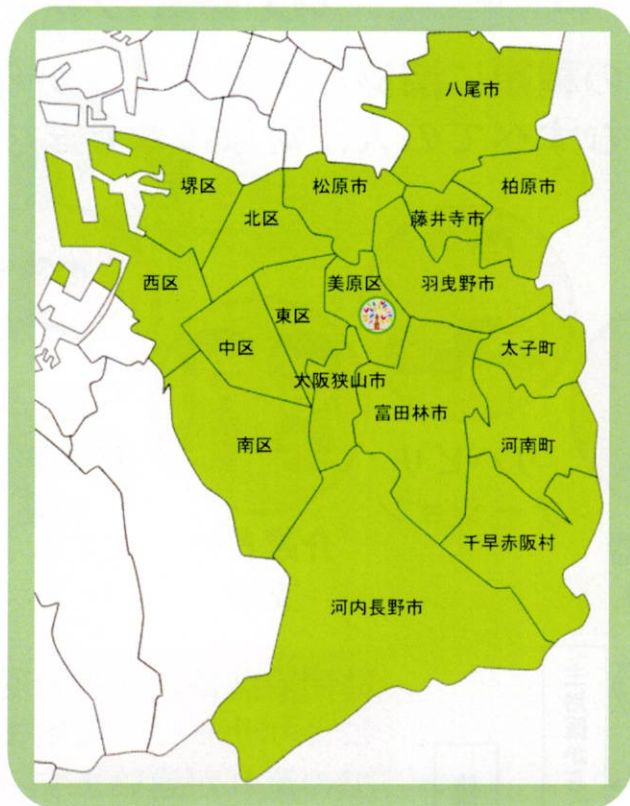 八尾市
堺区
松原市
柏原市
北区
藤井寺市
西区
美原区
羽曳野市
東区
中区
太子町
大阪狭山市
富田林市
南区
河南町
千早赤阪村
河内長野市